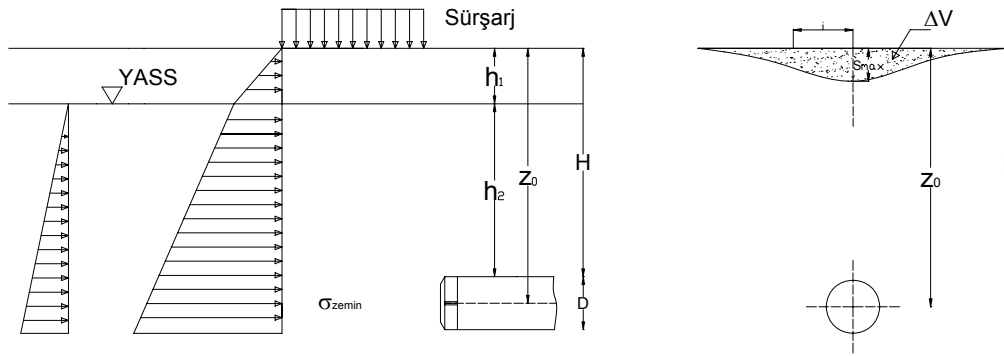 Sürşarj
YASS
h₁
h₂
z₀
H
D
σzemin
i
ΔV
Smax
z₀